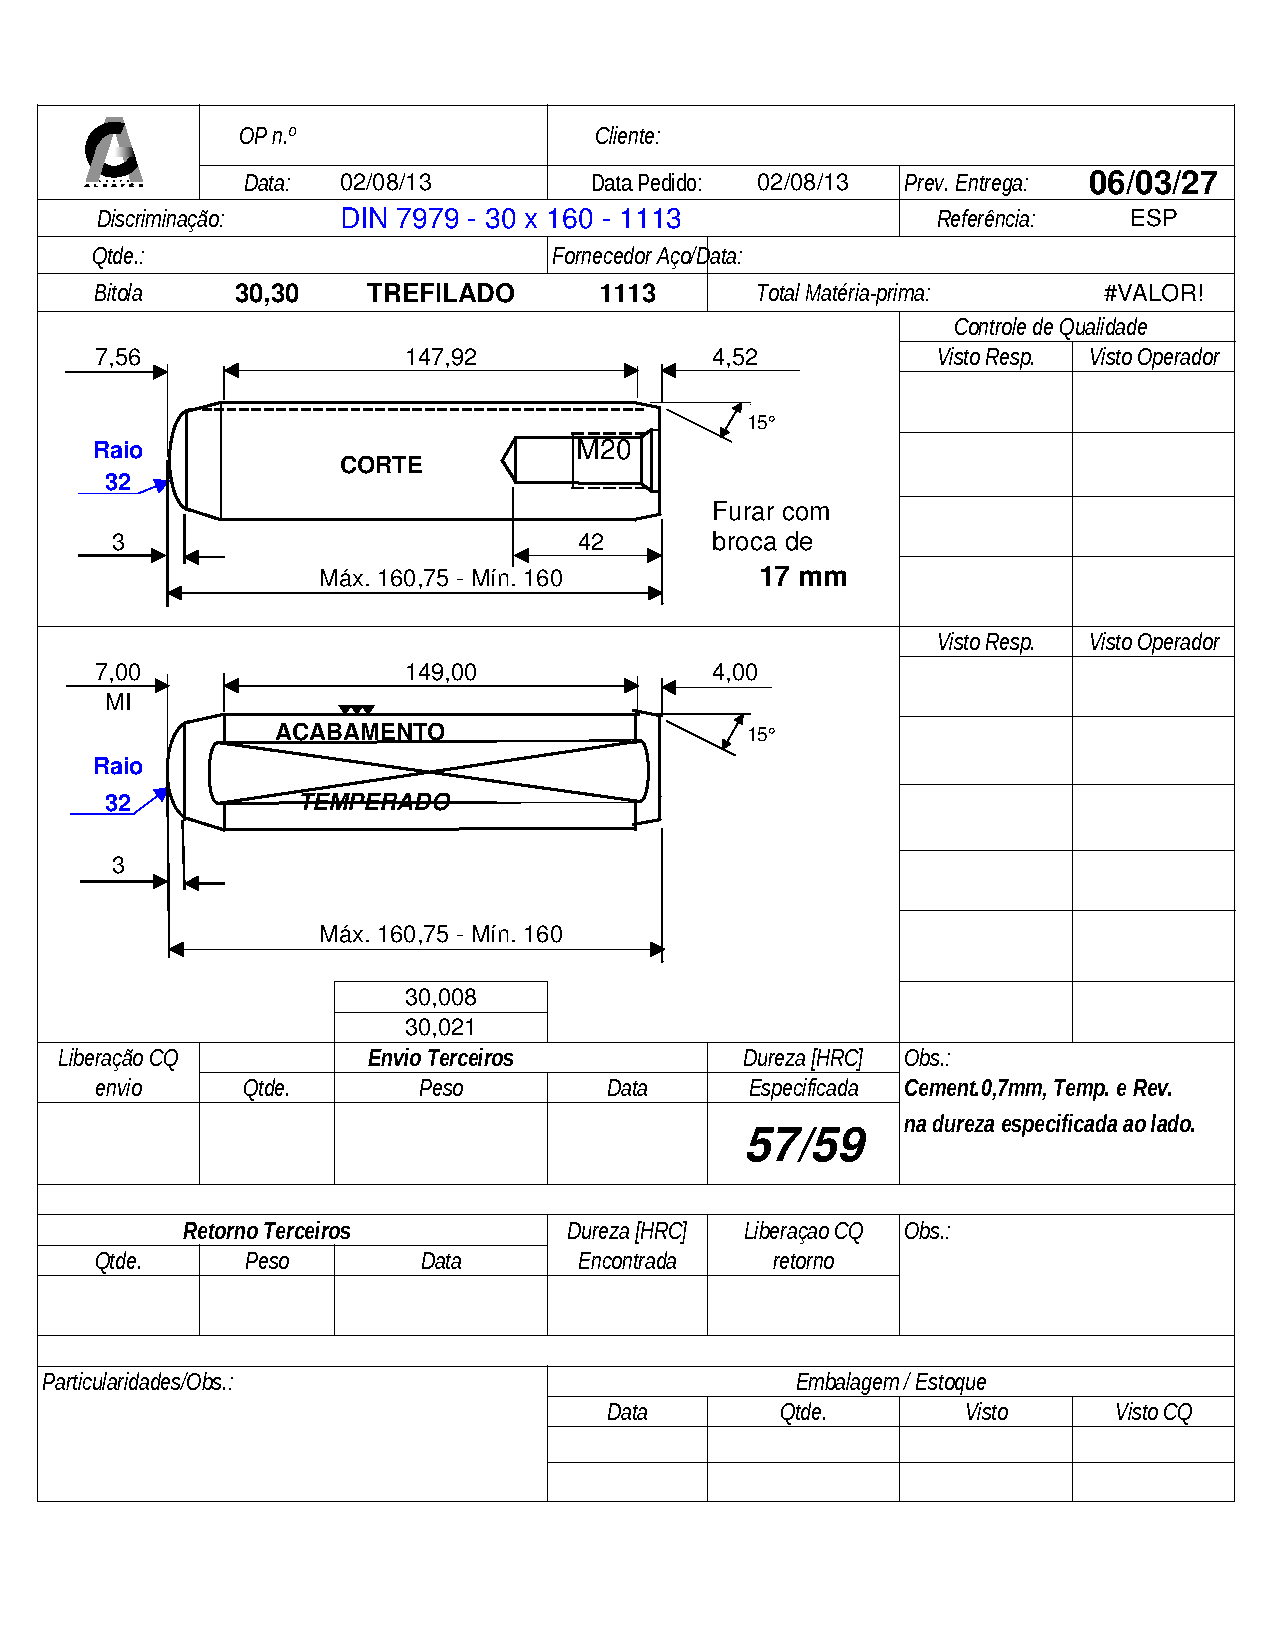 OP n.º Cliente:
Data: 02/08/13 Data Pedido: 02/08/13 Prev. Entrega: 06/03/27
Discriminação: DIN 7979 - 30 x 160 - 1113 Referência: ESP
Qtde.: Fornecedor Aço/Data:
Bitola 30,30 TREFILADO 1113 Total Matéria-prima: #VALOR!
Controle de Qualidade
7,56 147,92 4,52 Visto Resp. Visto Operador
15°
Raio M20
CORTE
32
Furar com
3 42 broca de
Máx. 160,75 - Mín. 160 17 mm
Visto Resp. Visto Operador
7,00 149,00 4,00
MI
ACABAMENTO 15°
Raio
32 TEMPERADO
3
Máx. 160,75 - Mín. 160
30,008
30,021
Liberação CQ Envio Terceiros Dureza [HRC] Obs.:
envio Qtde. Peso Data Especificada Cement.0,7mm, Temp. e Rev.
na dureza especificada ao lado.
57/59
Retorno Terceiros Dureza [HRC] Liberaçao CQ Obs.:
Qtde. Peso Data Encontrada retorno
Particularidades/Obs.: Embalagem / Estoque
Data Qtde. Visto Visto CQ